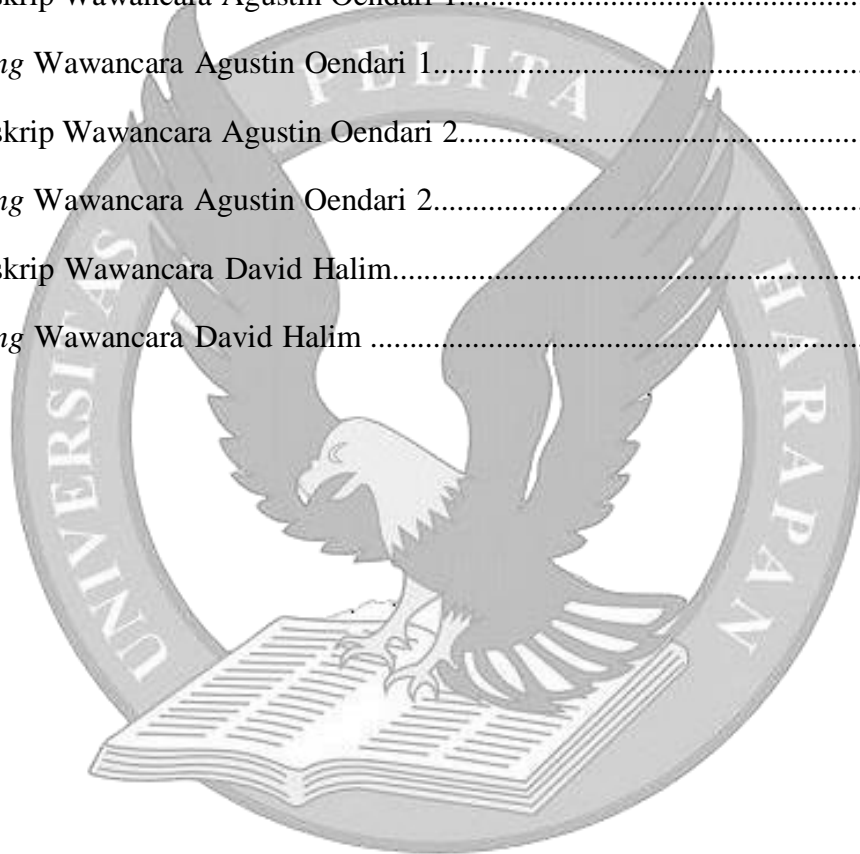 skrip Wawancara Agustin Oendari 1..........................................................
ng Wawancara Agustin Oendari 1..........................................................
skrip Wawancara Agustin Oendari 2..........................................................
ng Wawancara Agustin Oendari 2..........................................................
skrip Wawancara David Halim..........................................................
ng Wawancara David Halim ..........................................................
UNIVERSITAS PELITA HARAPAN